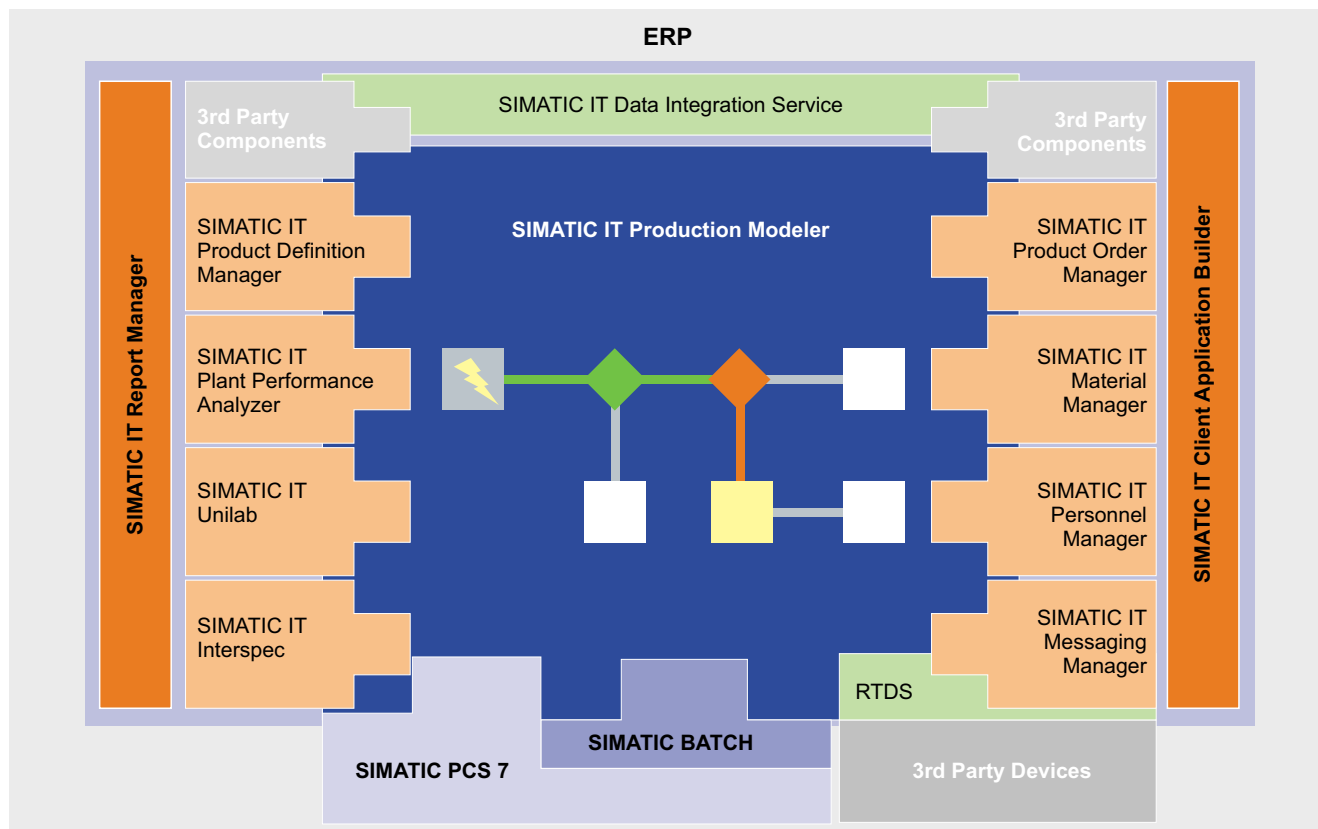 ERP
SIMATIC IT Data Integration Service
3rd Party
Components
3rd Party
Components
SIMATIC IT Production Modeler
SIMATIC IT Report Manager
SIMATIC IT
Product Definition
Manager
SIMATIC IT
Plant Performance
Analyzer
SIMATIC IT
Unilab
SIMATIC IT
Interspec
SIMATIC IT
Product Order
Manager
SIMATIC IT
Material
Manager
SIMATIC IT
Personnel
Manager
SIMATIC IT
Messaging
Manager
SIMATIC IT Client Application Builder
RTDS
SIMATIC BATCH
SIMATIC PCS 7
3rd Party Devices